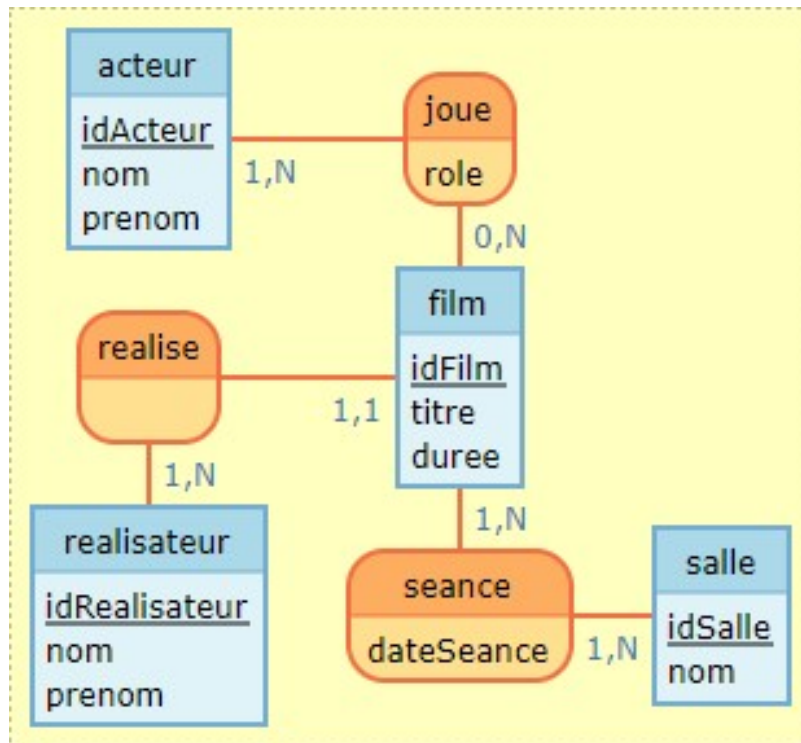 acteur
idActeur
nom
prenom
1,N
joue
role
0,N
film
idFilm
titre
duree
realise
1,1
1,N
realisateur
idRealisateur
nom
prenom
1,N
seance
dateSeance
1,N
salle
idSalle
nom